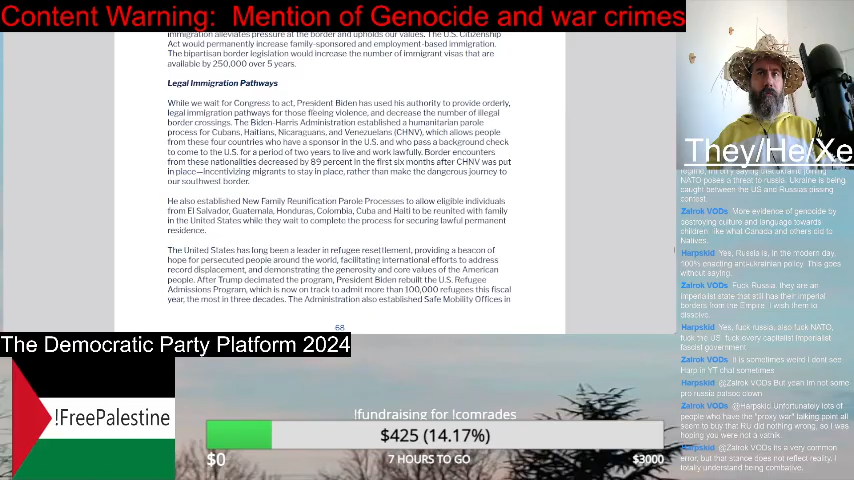 Content Warning:  Mention of Genocide and war crimes
immigration alleviates pressure at the border and upholds our values. The U.S. Citizenship
Act would permanently increase family-sponsored and employment-based immigration.
The bipartisan border legislation would increase the number of immigrant visas that are
available by 250,000 over 5 years.
Legal Immigration Pathways
While we wait for Congress to act, President Biden has used his authority to provide orderly,
legal immigration pathways for those fleeing violence, and decrease the number of illegal
border crossings. The Biden-Harris Administration established a humanitarian parole
process for Cubans, Haitians, Nicaraguans, and Venezuelans (CHNV), which allows people
from these four countries who have a sponsor in the U.S. and who pass a background check
to come to the U.S. for a period of two years to live and work lawfully. Border encounters
from these nationalities decreased by 89 percent in the first six months after CHNV was put
in place—incentivizing migrants to stay in place, rather than make the dangerous journey to
our southwest border.
He also established New Family Reunification Parole Processes to allow eligible individuals
from El Salvador, Guatemala, Honduras, Colombia, Cuba and Haiti to be reunited with family
in the United States while they wait to complete the process for securing lawful permanent
residence.
The United States has long been a leader in refugee resettlement, providing a beacon of
hope for persecuted people around the world, facilitating international efforts to address
record displacement, and demonstrating the generosity and core values of the American
people. After Trump decimated the program, President Biden rebuilt the U.S. Refugee
Admissions Program, which is now on track to admit more than 100,000 refugees this fiscal
year, the most in three decades. The Administration also established Safe Mobility Offices in
68
They/He/Xe
NATO poses a threat to russia. Ukraine is being
caught between the US and Russias pissing
contest
Zairok VODs More evidence of genocide by
destroying culture and language towards
children, like what Canada and others did to
Natives.
Harpskid Yes, Russia is, in the modern day,
100% enacting anti-ukrainian policy. This goes
without saying.
Zairok VODs Fuck Russia, they are an
imperialist state that still has their imperial
borders from the Empire. I wish them to
dissolve.
Harpskid Yes, fuck russia. also fuck NATO,
fuck the US. fuck every capitalist imperialist
fascist government
Zairok VODs It is sometimes weird I dont see
Harp in YT chat sometimes
Harpskid @Zairok VODs But yeah im not some
pro russia patsoc down
Zairok VODs @Harpskid Unfortunately lots of
people who have the "proxy war" talking point all
seem to buy that RU did nothing wrong, so I was
hoping you were not a vatnik.
Harpskid @Zairok VODs its a very common
error, but that stance does not reflect reality. I
totally understand being combative.
The Democratic Party Platform 2024
!FreePalestine
!fundraising for !comrades
$425 (14.17%)
$0
7 HOURS TO GO
$3000